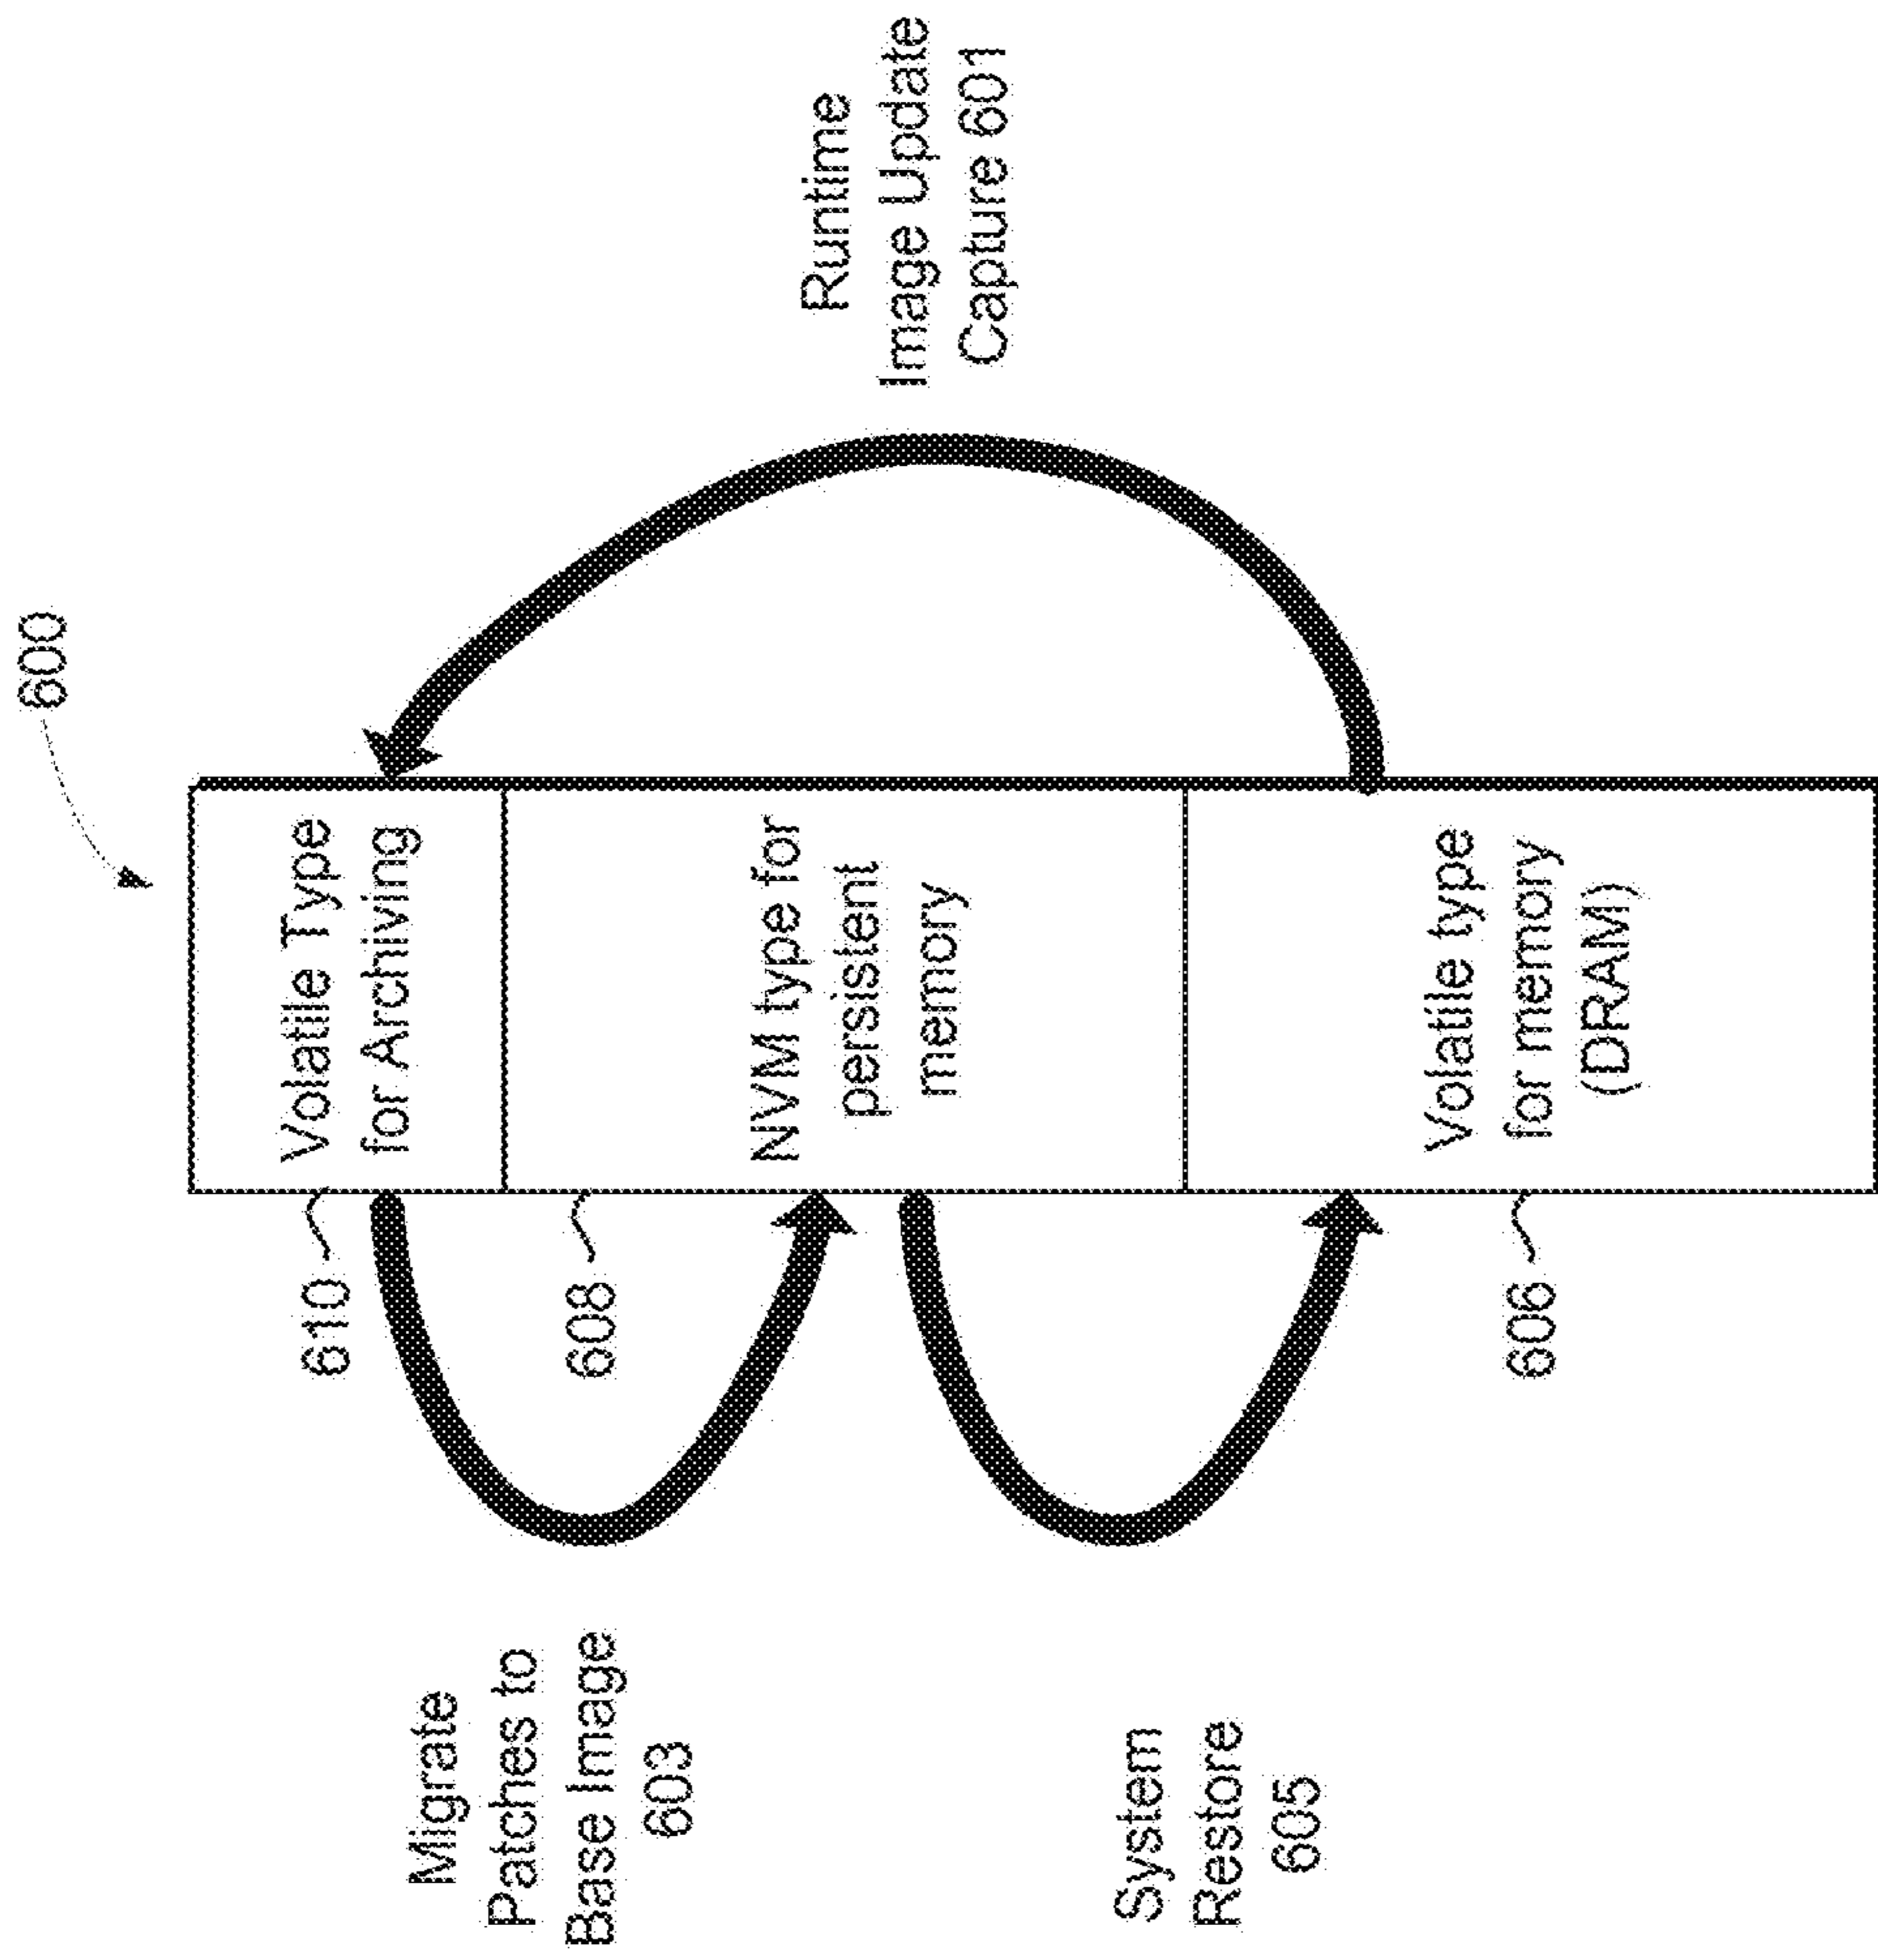 600
Migrate
Patches to
Base Image
603
System
Restore
605
610
608
606
Volatile Type
for Archiving
NVM type for
persistent
memory
Volatile type
for memory
(DRAM)
Runtime
Image Update
Capture 601